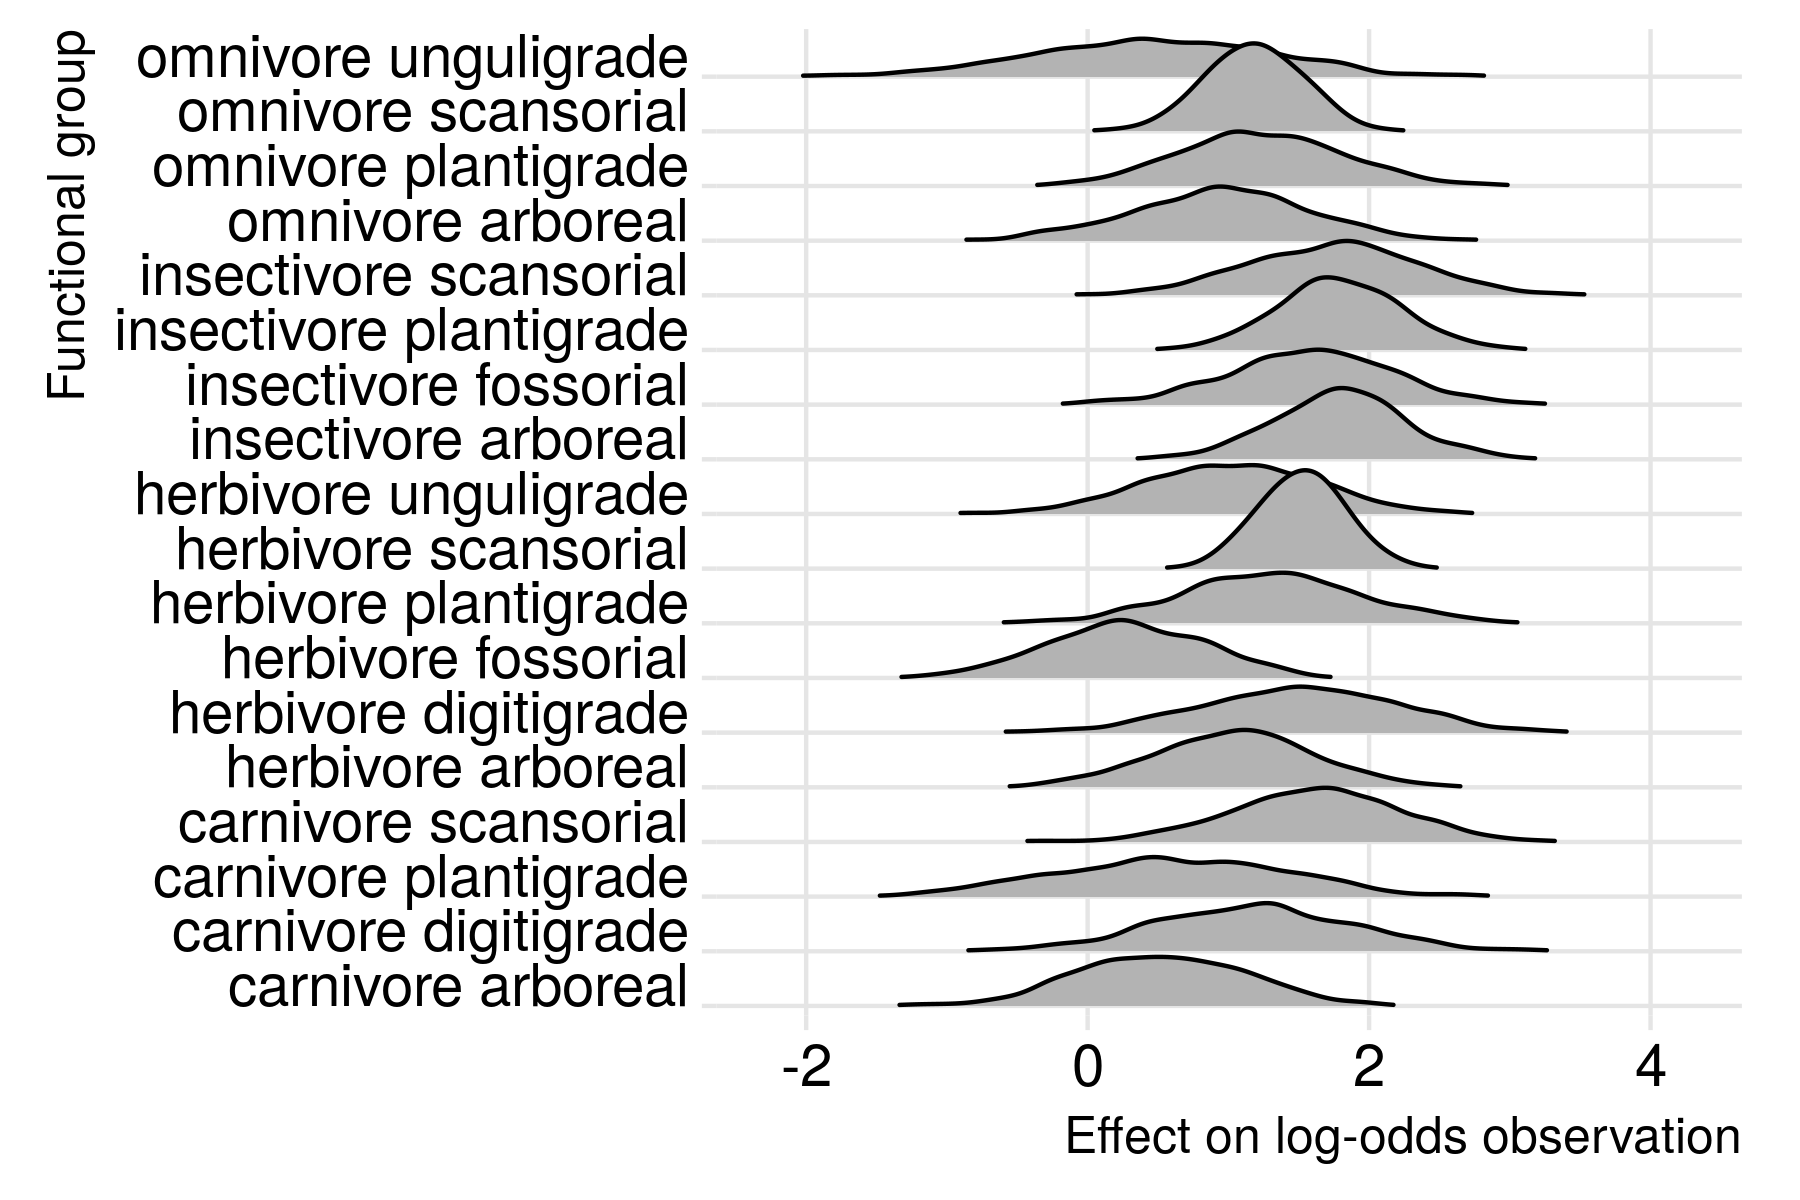 Functional group
omnivore unguligrade
omnivore scansorial
omnivore plantigrade
omnivore arboreal
insectivore scansorial
insectivore plantigrade
insectivore fossorial
insectivore arboreal
herbivore unguligrade
herbivore scansorial
herbivore plantigrade
herbivore fossorial
herbivore digitigrade
herbivore arboreal
carnivore scansorial
carnivore plantigrade
carnivore digitigrade
carnivore arboreal
-2 0 2 4
Effect on log-odds observation